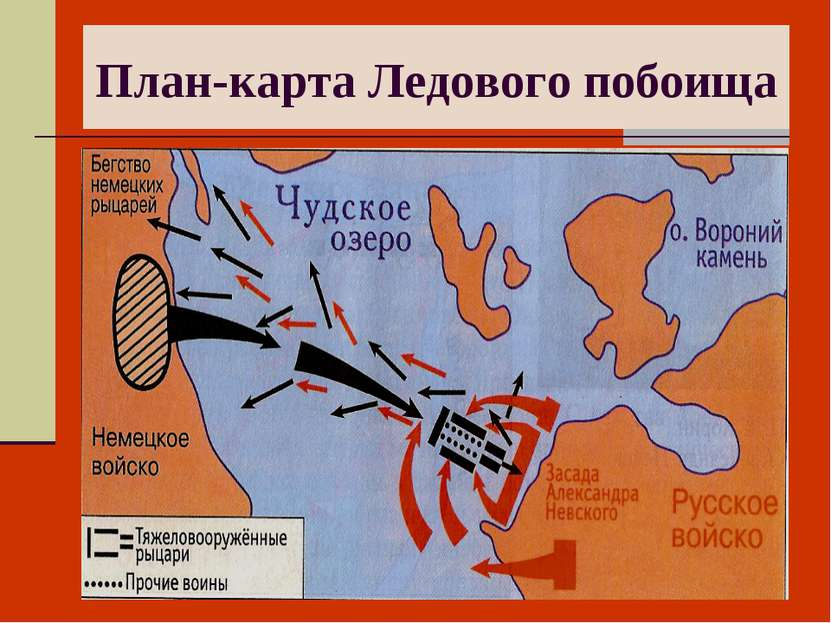 План-карта Ледового побоища
Бегство
немецких
рыцарей
Чудское
озеро
о. Вороний
камень
Немецкое
войско
Засада
Александра
Невского
Русское
войско
Тяжеловооружённые
рыцари
Прочие воины